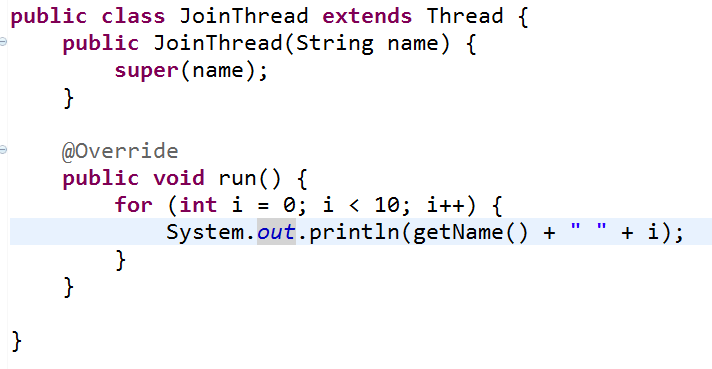 public class JoinThread extends Thread {
    public JoinThread(String name) {
        super(name);
    }
    @Override
    public void run() {
        for (int i = 0; i < 10; i++) {
            System.out.println(getName() + " " + i);
        }
    }
}